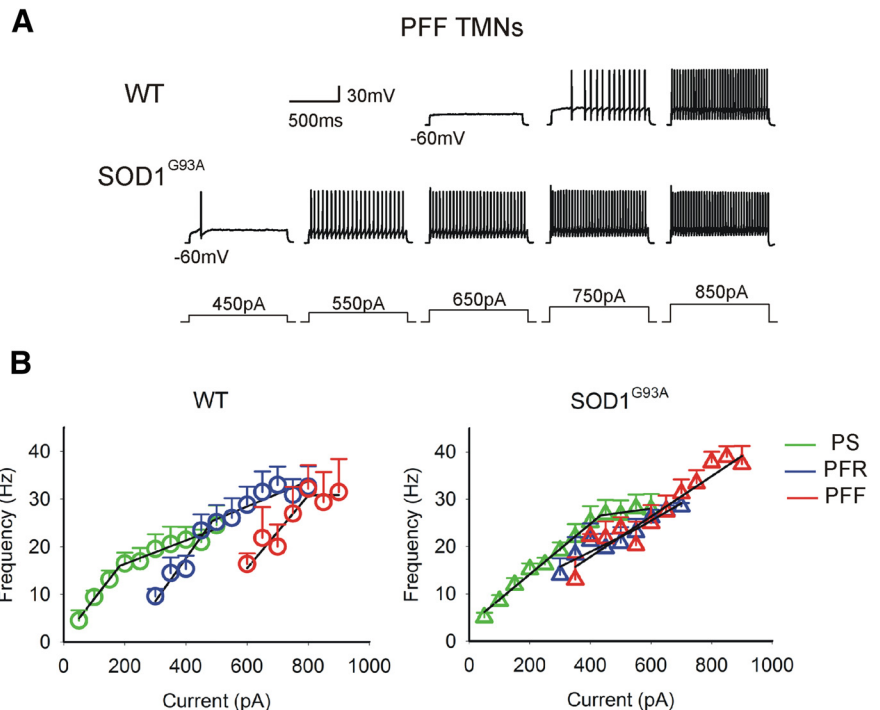 A
PFF TMNs
WT
30mV
500ms
-60mV
SOD1G93A
-60mV
450pA
550pA
650pA
750pA
850pA
B
WT
SOD1G93A
Frequency (Hz)
40
30
20
10
0
0 200 400 600 800 1000
Current (pA)
Frequency (Hz)
40
30
20
10
0
0 200 400 600 800 1000
Current (pA)
PS
PFR
PFF